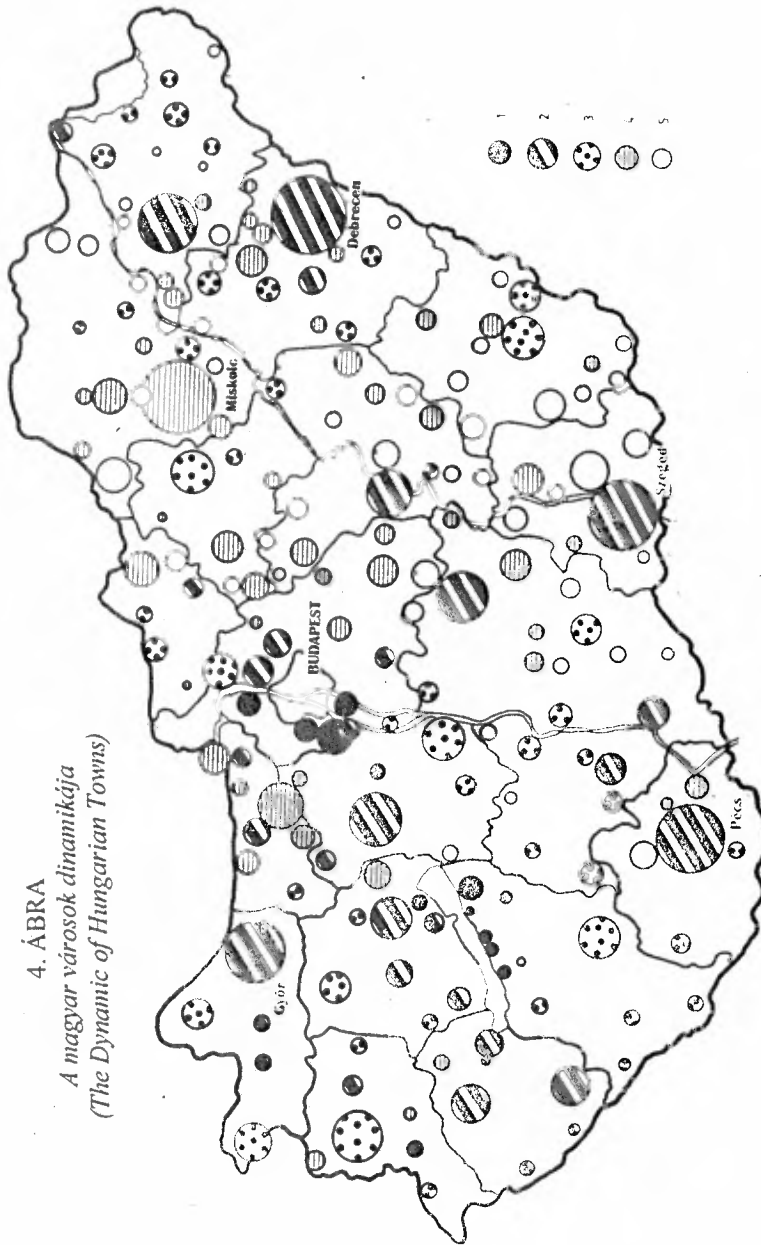 4. ÁBRA
A magyar városok dinamikája
(The Dynamic of Hungarian Towns)
Győr
BUDAPEST
Miskolc
Debrecen
Szeged
Pécs
1
2
3
4
5